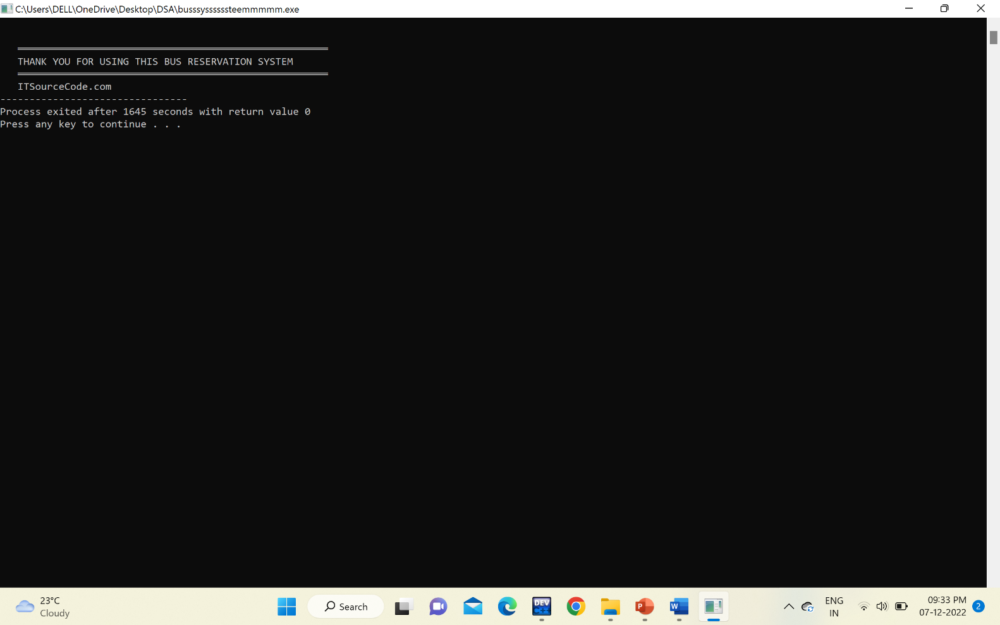 C:\Users\DELL\OneDrive\Desktop\DSA\busssyssssssteemmmmm.exe
THANK YOU FOR USING THIS BUS RESERVATION SYSTEM
ITSourceCode.com
--------------------------------
Process exited after 1645 seconds with return value 0
Press any key to continue . . .
23°C
Cloudy
Search
DEV
C++
P
W
ENG
IN
09:33 PM
07-12-2022
2